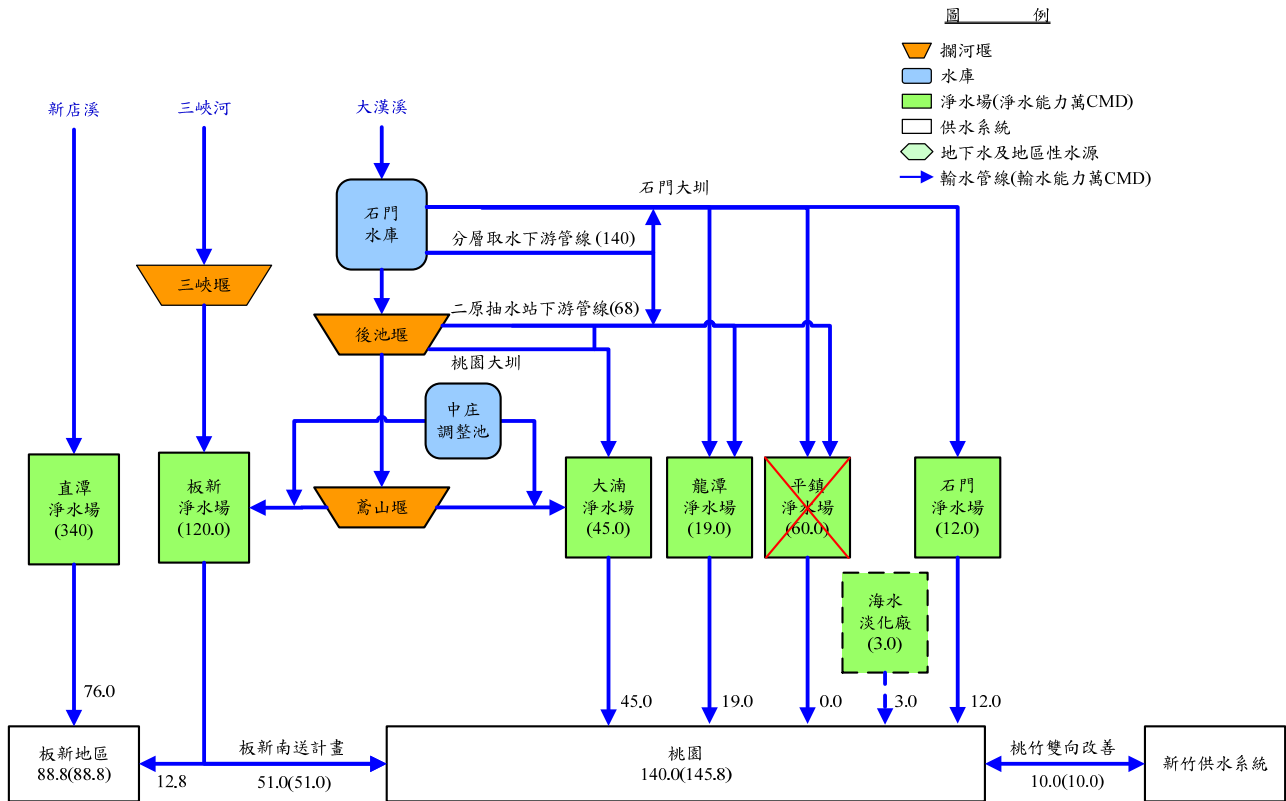 圖 例
攔河堰
水庫
淨水場(淨水能力萬CMD)
供水系統
地下水及地區性水源
輸水管線(輸水能力萬CMD)
新店溪
三峽河
大漢溪
石門
水庫
石門大圳
分層取水下游管線(140)
三峽堰
二原抽水站下游管線(68)
後池堰
桃園大圳
中庄
調整池
直潭
淨水場
(340)
板新
淨水場
(120.0)
鳶山堰
大湳
淨水場
(45.0)
龍潭
淨水場
(19.0)
平鎮
淨水場
(60.0)
石門
淨水場
(12.0)
海水
淡化廠
(3.0)
76.0
45.0
19.0
0.0
3.0
12.0
板新地區
88.8(88.8)
12.8
板新南送計畫
51.0(51.0)
桃園
140.0(145.8)
桃竹雙向改善
10.0(10.0)
新竹供水系統